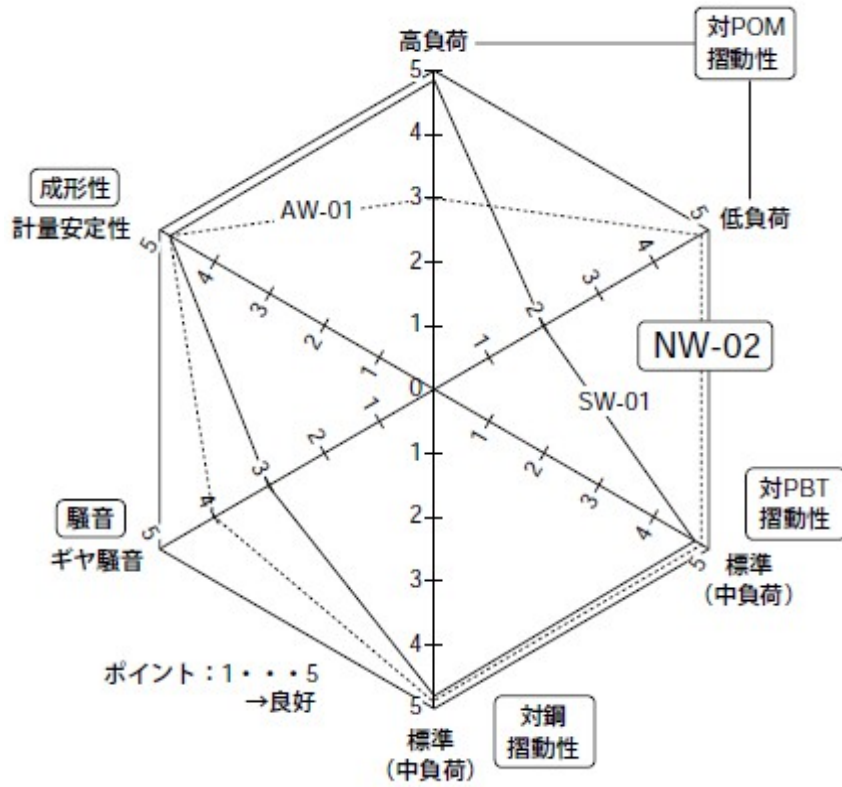 高負荷
対POM
摺動性
5
4
3
2
1
0
1
2
3
4
5
低負荷
1
2
3
4
5
成形性
計量安定性
5
4
3
2
1
AW-01
NW-02
SW-01
騒音
ギヤ騒音
5
4
3
2
1
対PBT
摺動性
標準
(中負荷)
1
2
3
4
5
ポイント:1・・・5
→良好
対鋼
摺動性
標準
(中負荷)